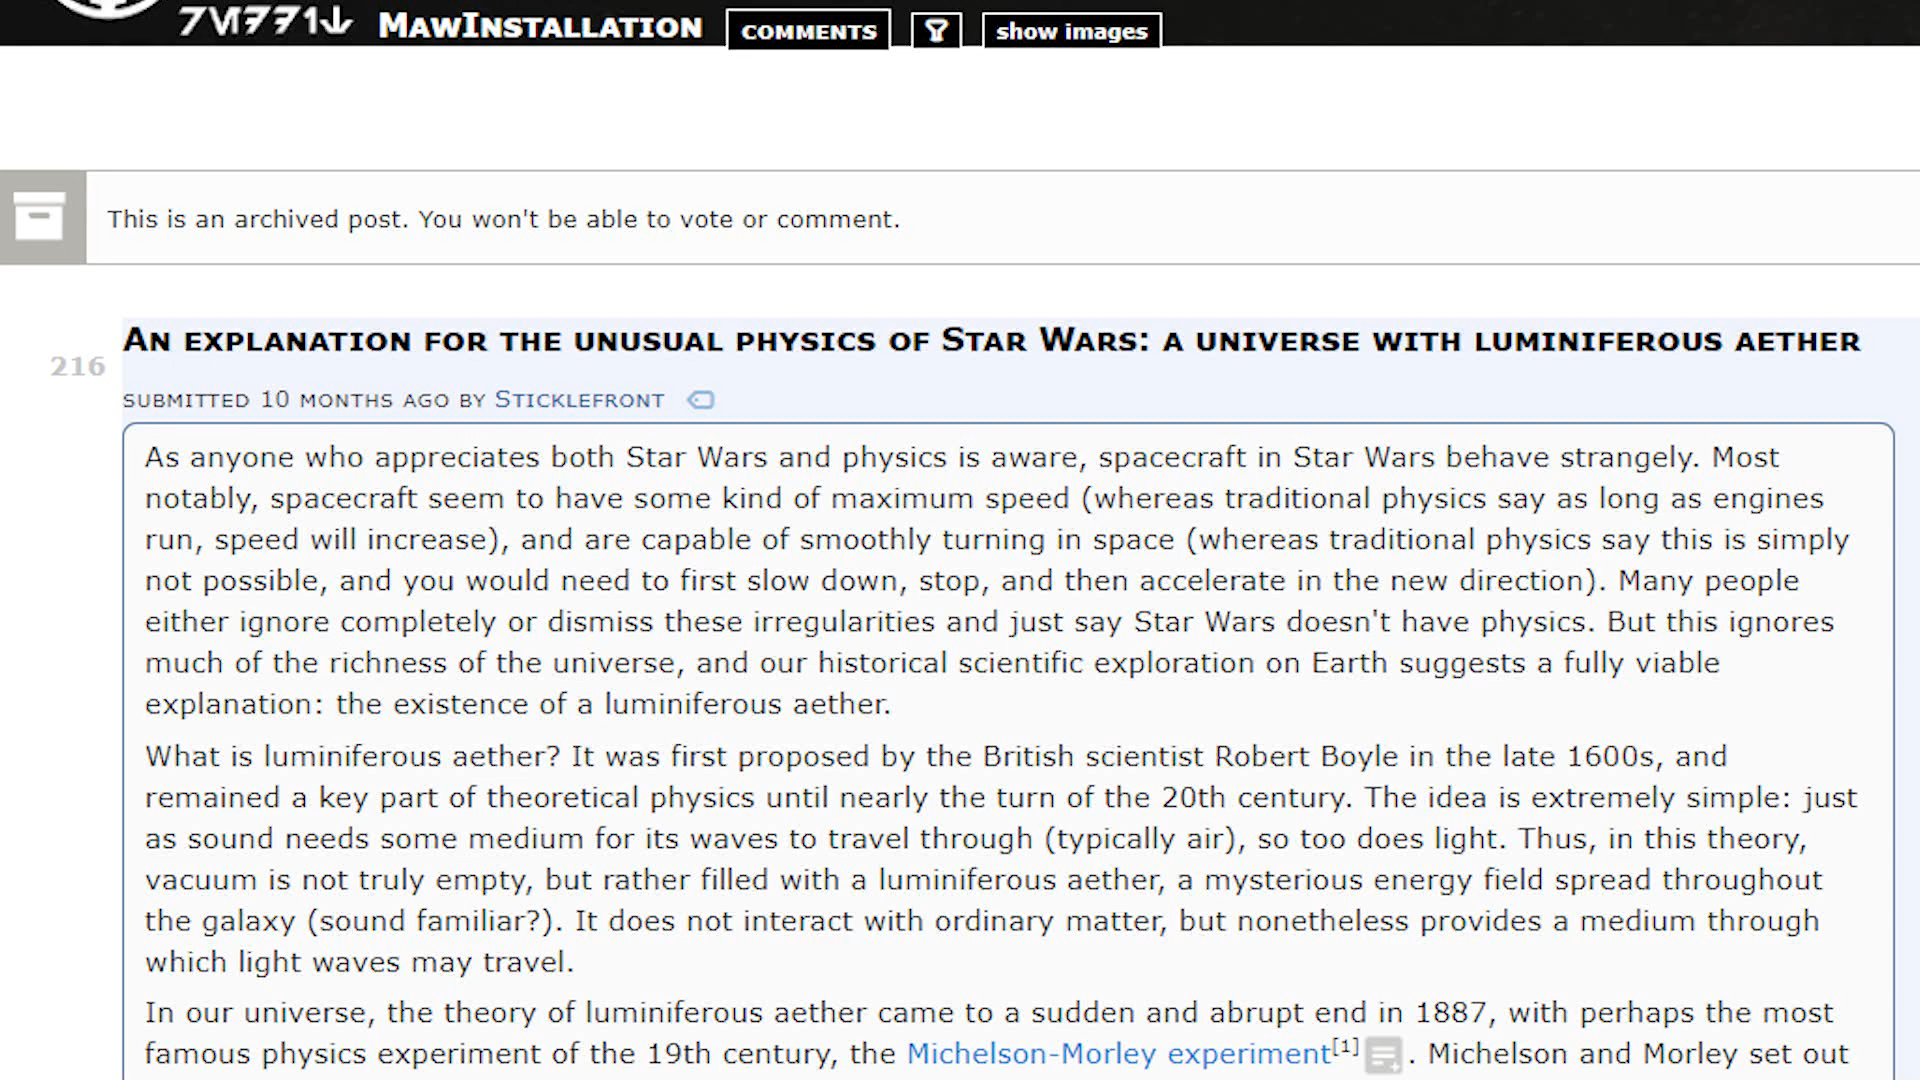 MawInstallation COMMENTS show images
This is an archived post. You won't be able to vote or comment.
216
An explanation for the unusual physics of Star Wars: a universe with luminiferous aether
submitted 10 months ago by Sticklefront
As anyone who appreciates both Star Wars and physics is aware, spacecraft in Star Wars behave strangely. Most
notably, spacecraft seem to have some kind of maximum speed (whereas traditional physics say as long as engines
run, speed will increase), and are capable of smoothly turning in space (whereas traditional physics say this is simply
not possible, and you would need to first slow down, stop, and then accelerate in the new direction). Many people
either ignore completely or dismiss these irregularities and just say Star Wars doesn't have physics. But this ignores
much of the richness of the universe, and our historical scientific exploration on Earth suggests a fully viable
explanation: the existence of a luminiferous aether.
What is luminiferous aether? It was first proposed by the British scientist Robert Boyle in the late 1600s, and
remained a key part of theoretical physics until nearly the turn of the 20th century. The idea is extremely simple: just
as sound needs some medium for its waves to travel through (typically air), so too does light. Thus, in this theory,
vacuum is not truly empty, but rather filled with a luminiferous aether, a mysterious energy field spread throughout
the galaxy (sound familiar?). It does not interact with ordinary matter, but nonetheless provides a medium through
which light waves may travel.
In our universe, the theory of luminiferous aether came to a sudden and abrupt end in 1887, with perhaps the most
famous physics experiment of the 19th century, the Michelson-Morley experiment[1]. Michelson and Morley set out